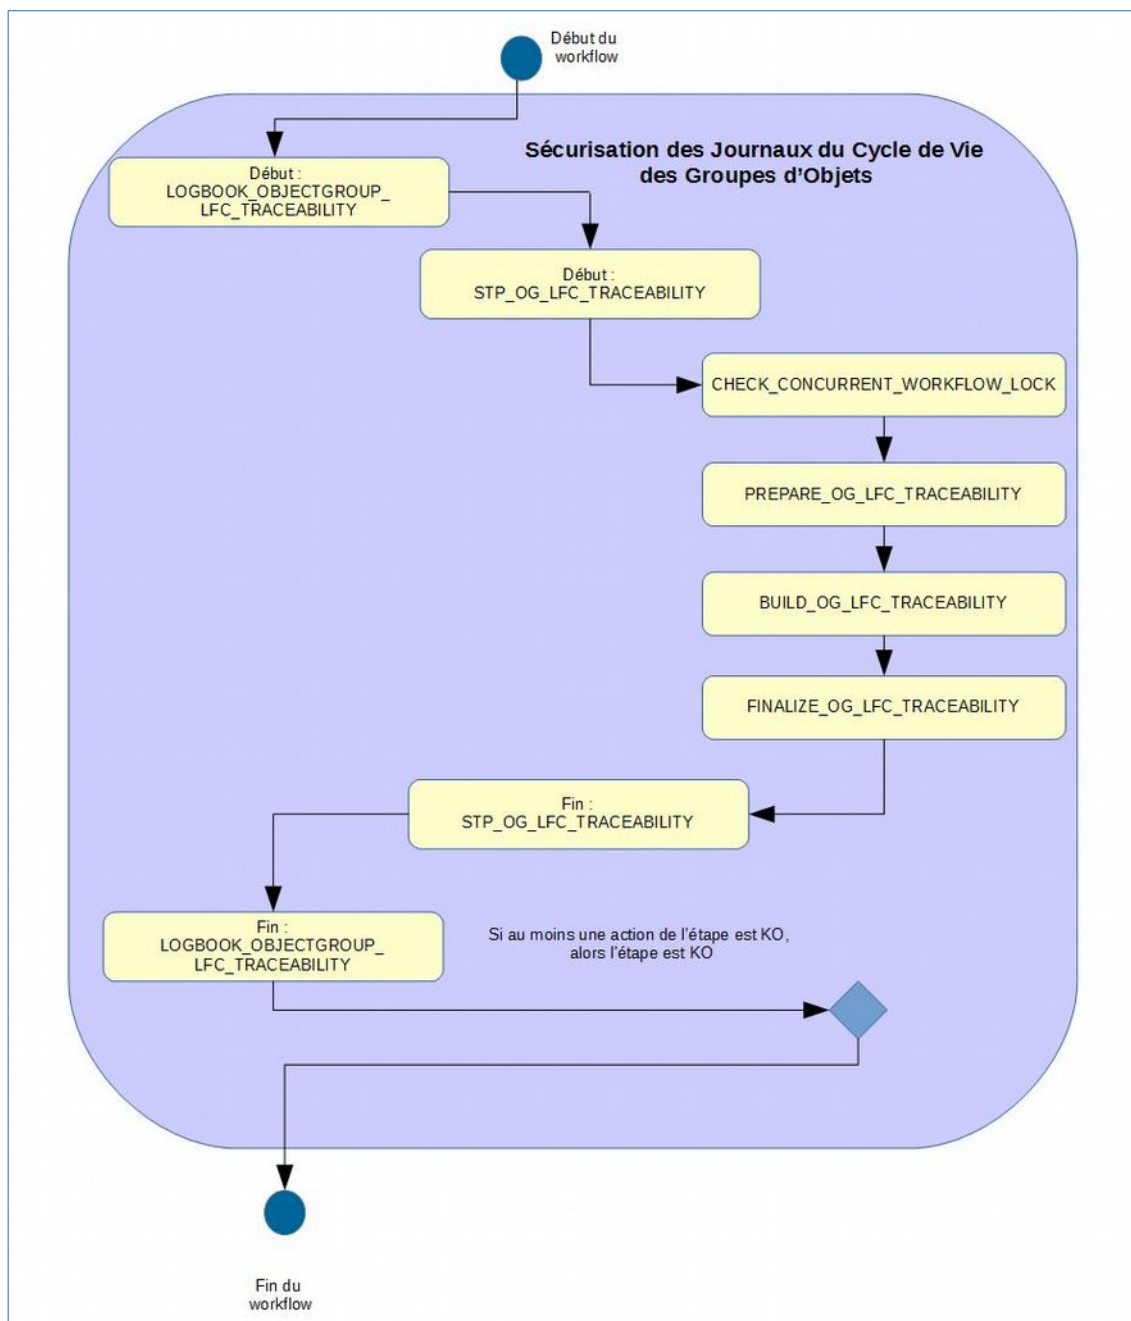 Début du
workflow
Sécurisation des Journaux du Cycle de Vie
des Groupes d'Objets
Début :
LOGBOOK_OBJECTGROUP_
LFC_TRACEABILITY
Début :
STP_OG_LFC_TRACEABILITY
CHECK_CONCURRENT_WORKFLOW_LOCK
PREPARE_OG_LFC_TRACEABILITY
BUILD_OG_LFC_TRACEABILITY
FINALIZE_OG_LFC_TRACEABILITY
Fin :
STP_OG_LFC_TRACEABILITY
Fin :
LOGBOOK_OBJECTGROUP_
LFC_TRACEABILITY
Si au moins une action de l'étape est KO,
alors l'étape est KO
Fin du
workflow